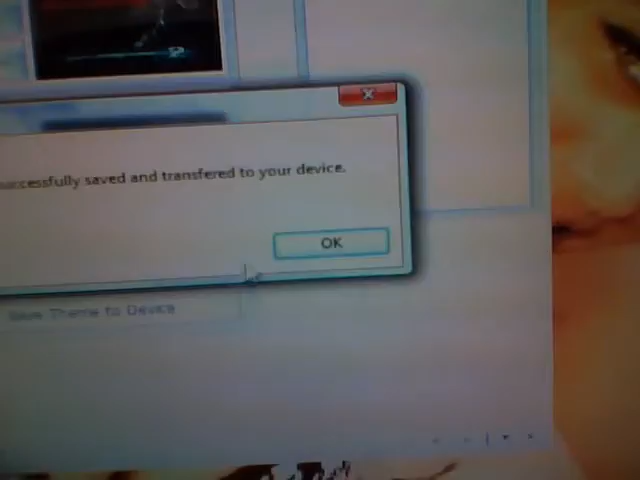 successfully saved and transfered to your device.
OK
Save Theme to Device